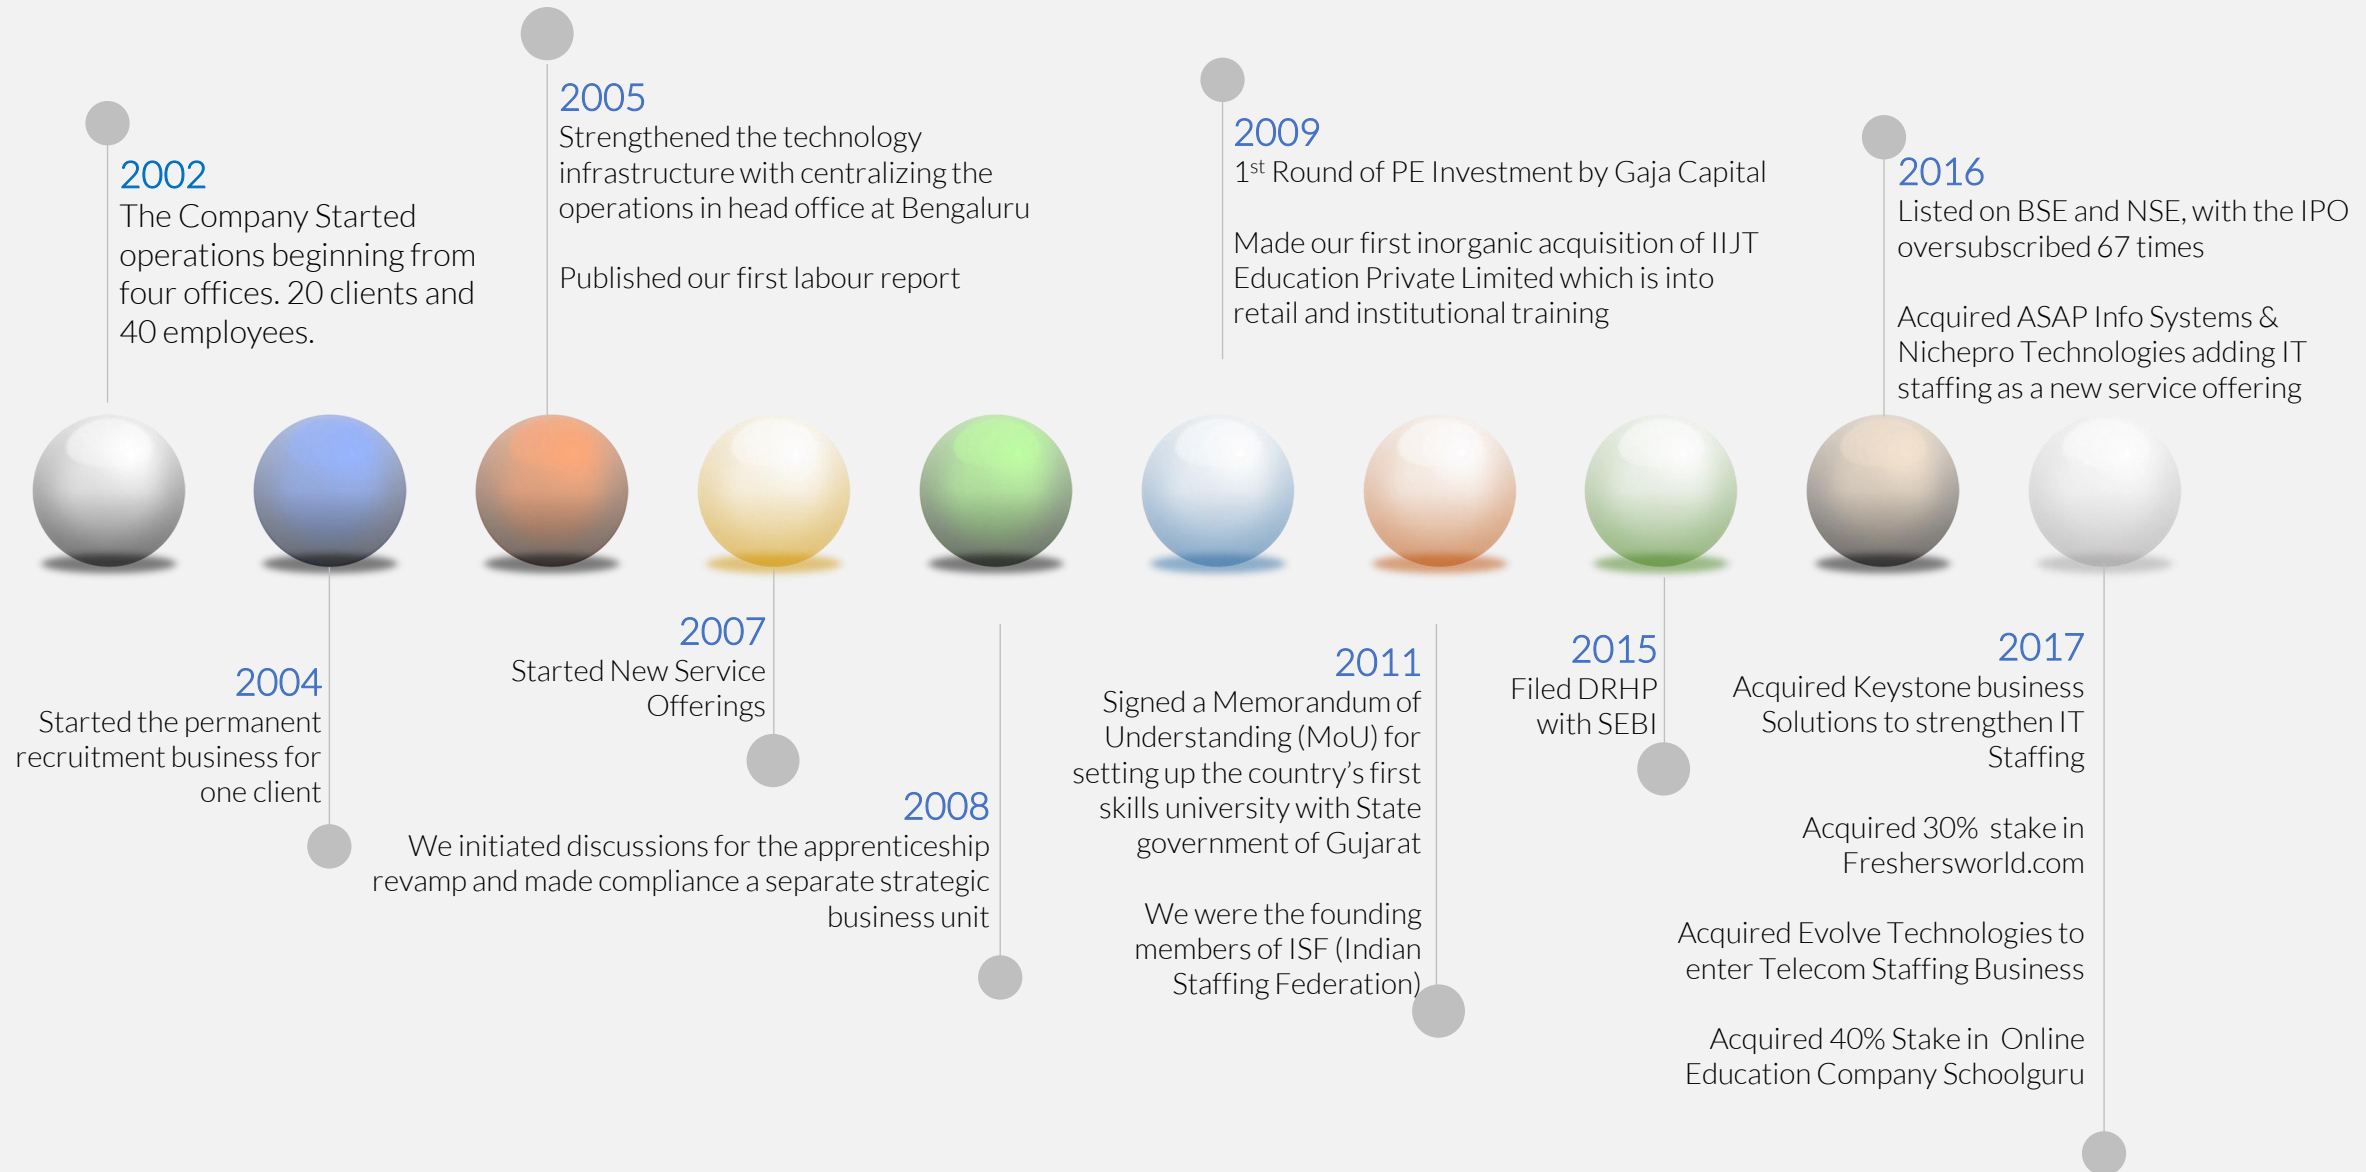 2002
The Company Started
operations beginning from
four offices. 20 clients and
40 employees.
2004
Started the permanent
recruitment business for
one client
2005
Strengthened the technology
infrastructure with centralizing the
operations in head office at Bengaluru
Published our first labour report
2007
Started New Service
Offerings
2008
We initiated discussions for the apprenticeship
revamp and made compliance a separate strategic
business unit
2009
1st Round of PE Investment by Gaja Capital
Made our first inorganic acquisition of IIJT
Education Private Limited which is into
retail and institutional training
2011
Signed a Memorandum of
Understanding (MoU) for
setting up the country’s first
skills university with State
government of Gujarat
We were the founding
members of ISF (Indian
Staffing Federation)
2015
Filed DRHP
with SEBI
2016
Listed on BSE and NSE, with the IPO
oversubscribed 67 times
Acquired ASAP Info Systems &
Nichepro Technologies adding IT
staffing as a new service offering
2017
Acquired Keystone business
Solutions to strengthen IT
Staffing
Acquired 30% stake in
Freshersworld.com
Acquired Evolve Technologies to
enter Telecom Staffing Business
Acquired 40% Stake in Online
Education Company Schoolguru